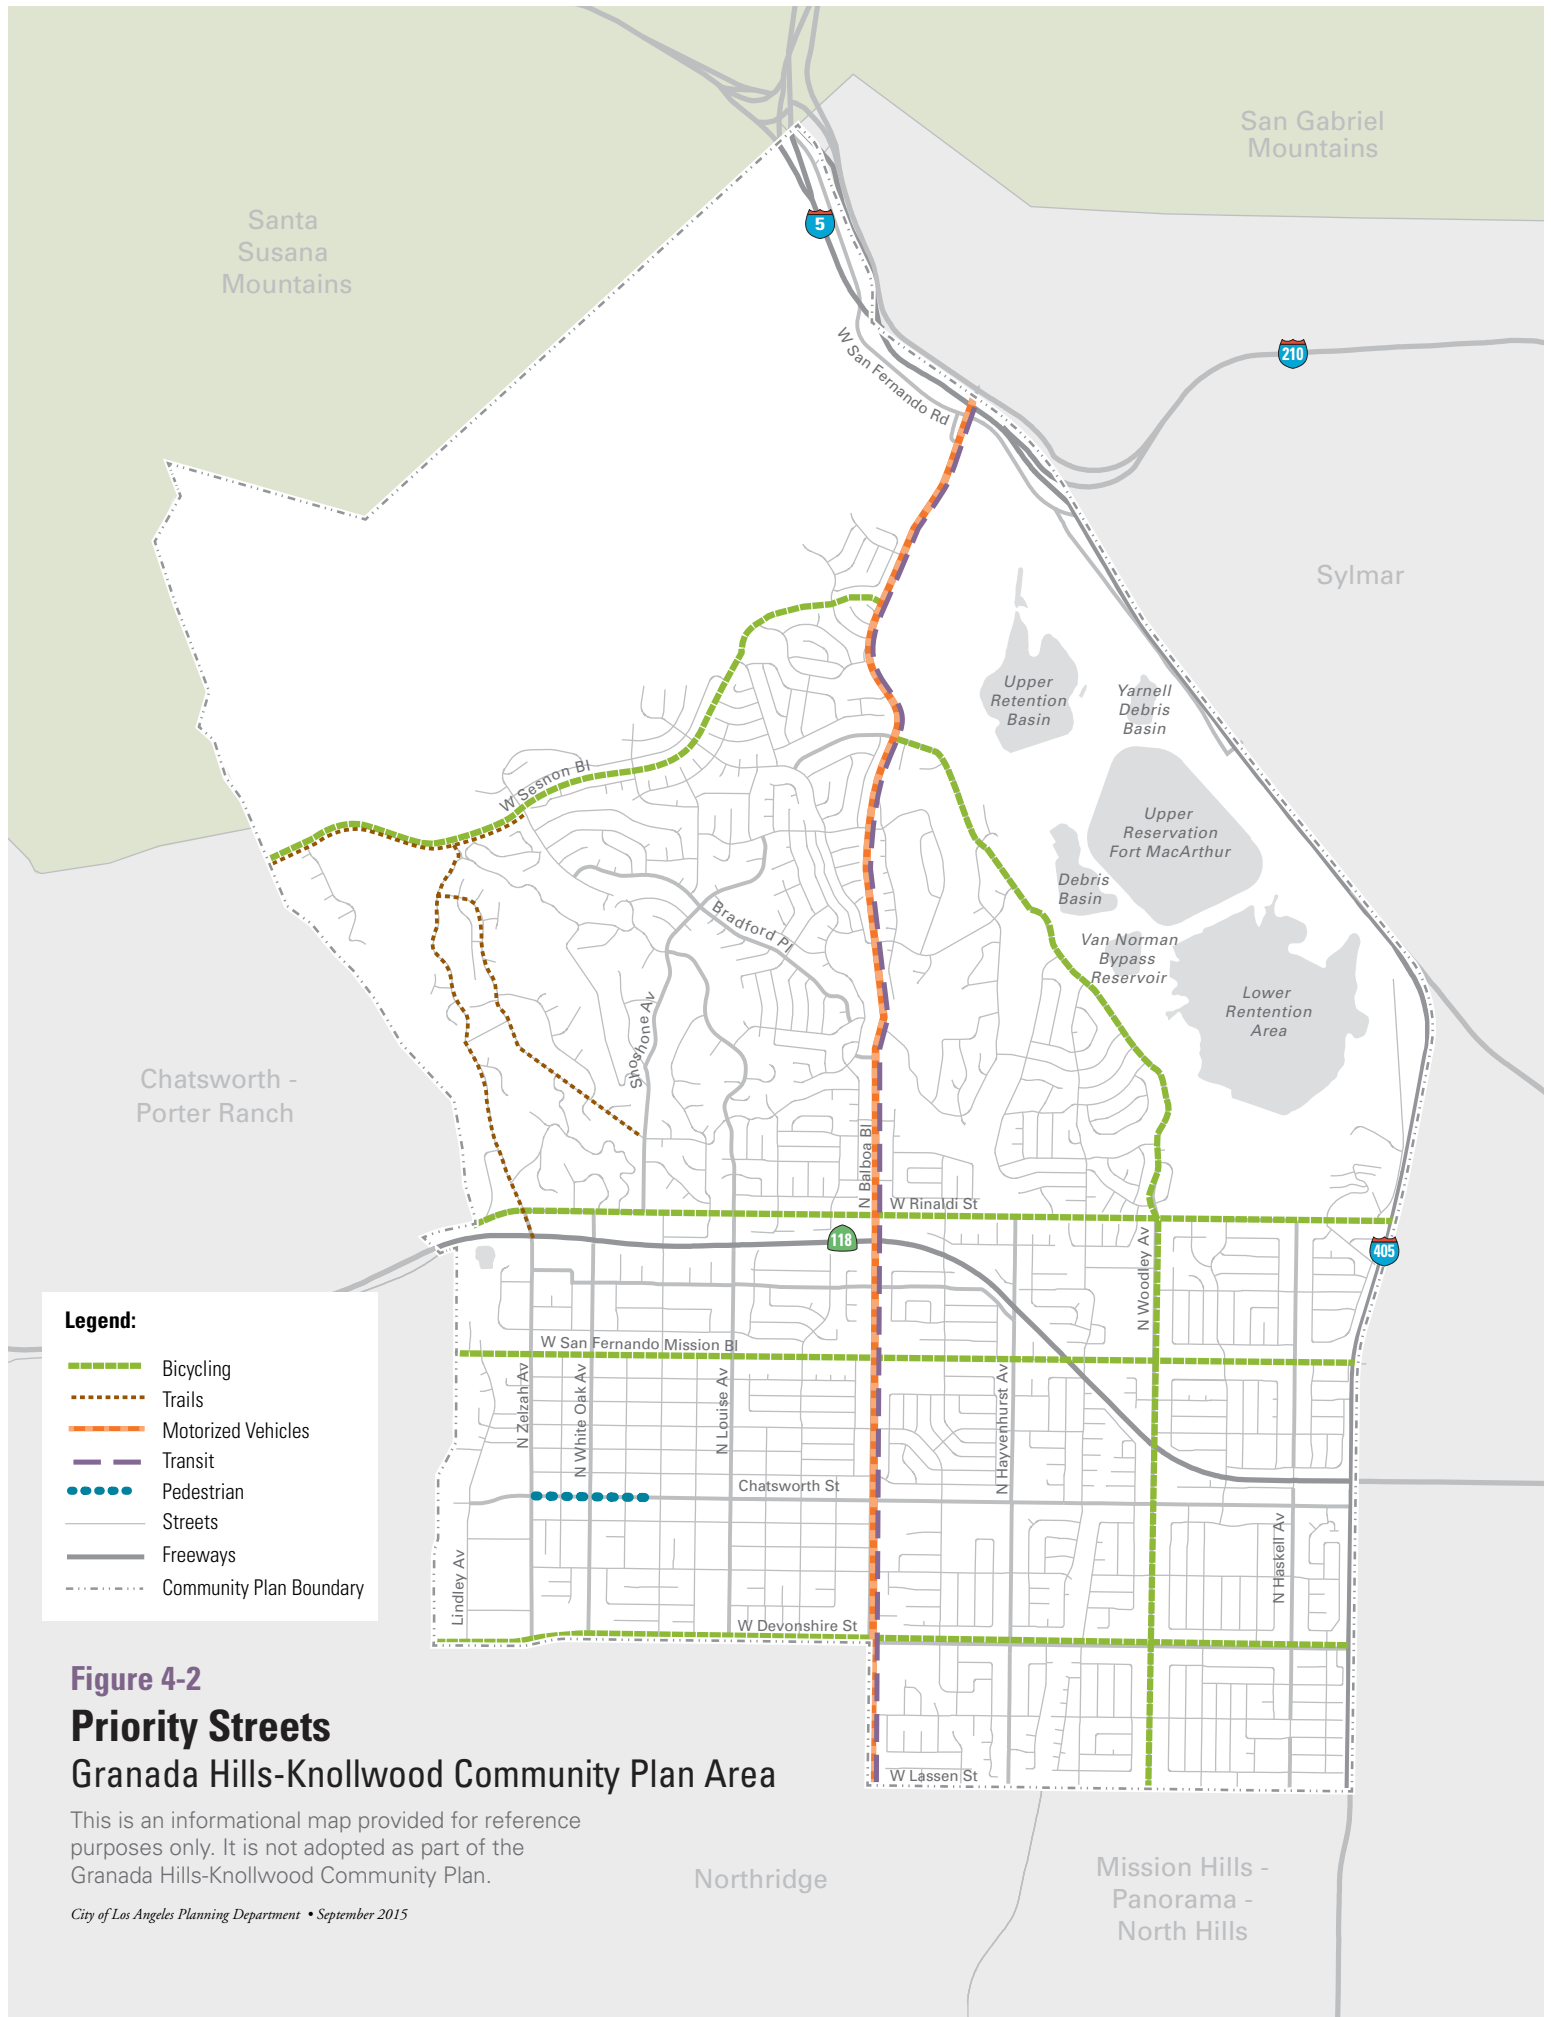 San Gabriel
Mountains
Santa
Susana
Mountains
5
W San Fernando Rd
210
Sylmar
Upper
Retention
Basin
Yarnell
Debris
Basin
W Sesnon Bl
Upper
Reservation
Fort MacArthur
Debris
Basin
Bradford Pl
Van Norman
Bypass
Reservoir
Lower
Rentention
Area
Shoshone Av
Chatsworth -
Porter Ranch
N Balboa Bl
W Rinaldi St
118
N Woodley Av
405
Legend:
Bicycling
Trails
Motorized Vehicles
Transit
Pedestrian
Streets
Freeways
Community Plan Boundary
W San Fernando Mission Bl
N Zelzah Av
N White Oak Av
N Louise Av
N Hayvenhurst Av
Chatsworth St
N Haskell Av
Lindley Av
W Devonshire St
W Lassen St
Figure 4-2
Priority Streets
Granada Hills-Knollwood Community Plan Area
This is an informational map provided for reference
purposes only. It is not adopted as part of the
Granada Hills-Knollwood Community Plan.
City of Los Angeles Planning Department • September 2015
Northridge
Mission Hills -
Panorama -
North Hills